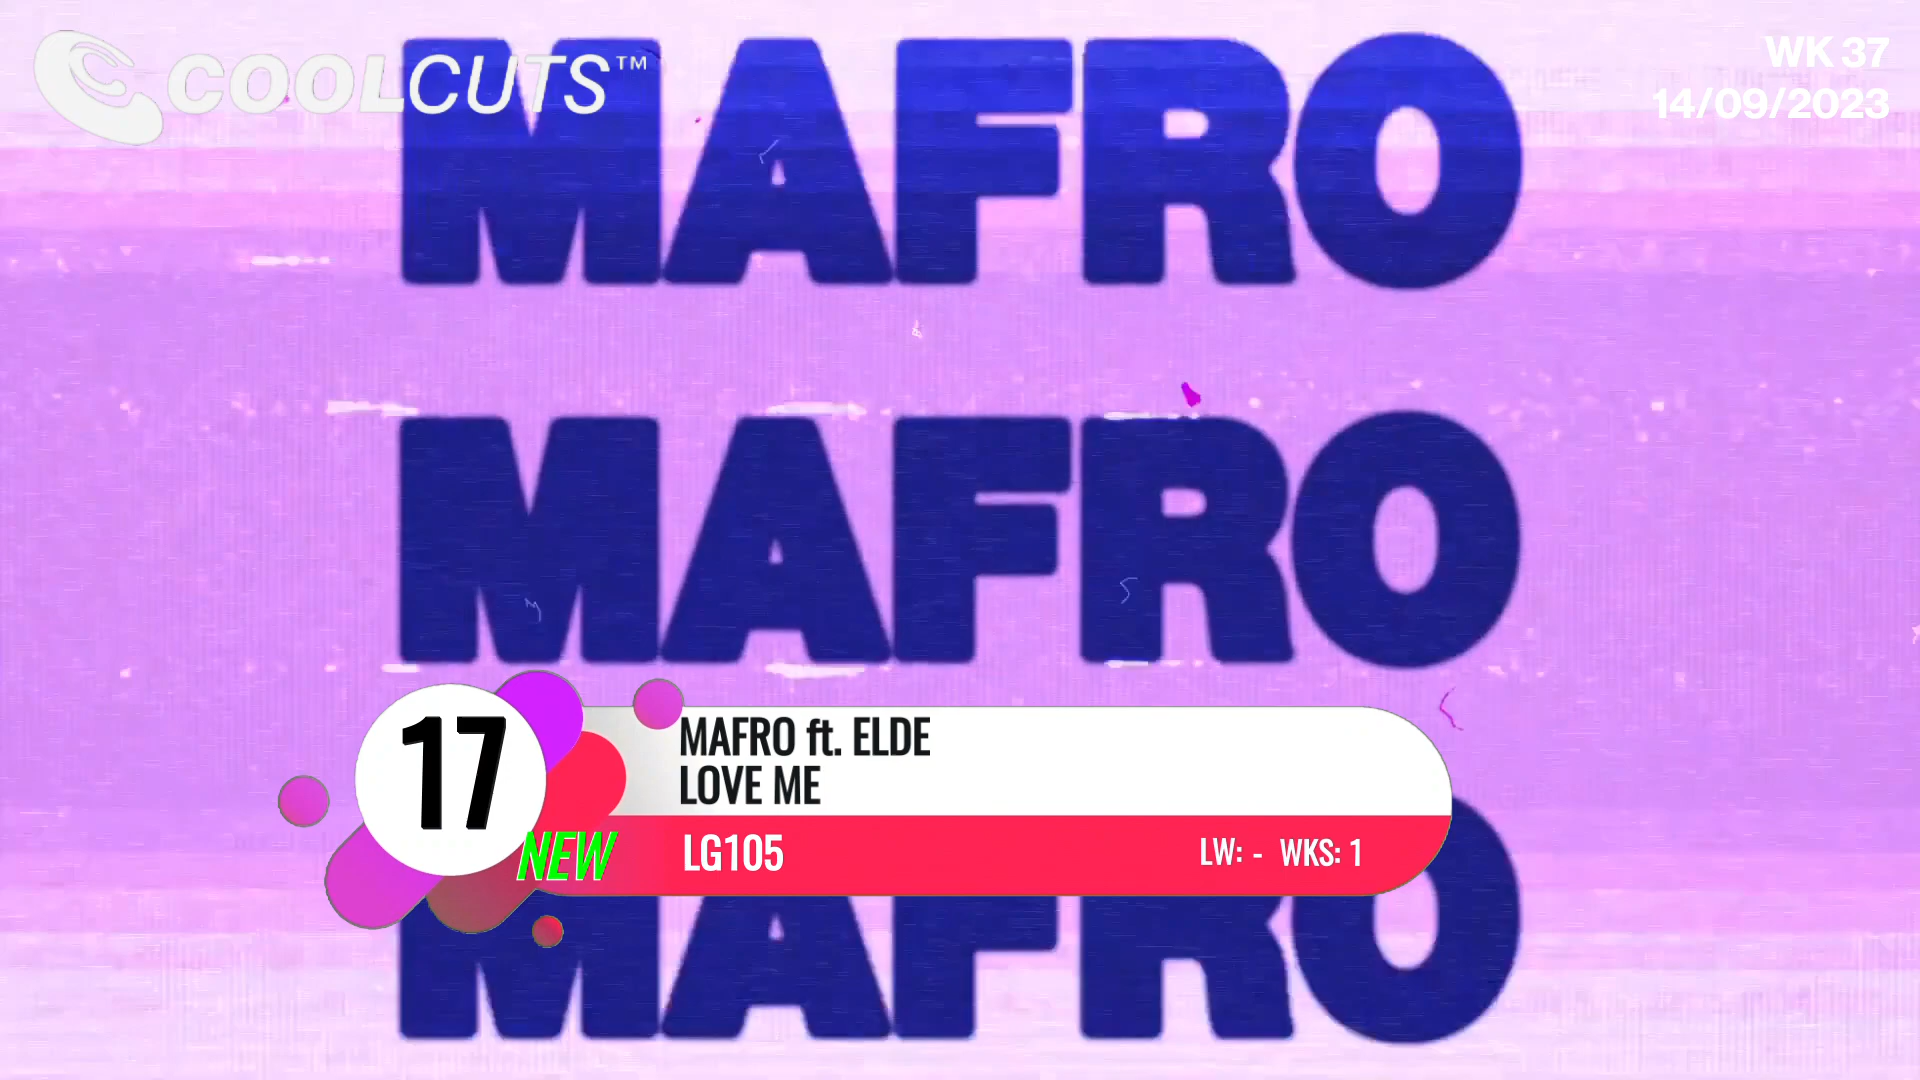 COOLCUTS™
WK 37
14/09/2023
MAFRO
MAFRO
17
NEW
MAFRO ft. ELDE
LOVE ME
LG105
LW: - WKS: 1
MAFRO